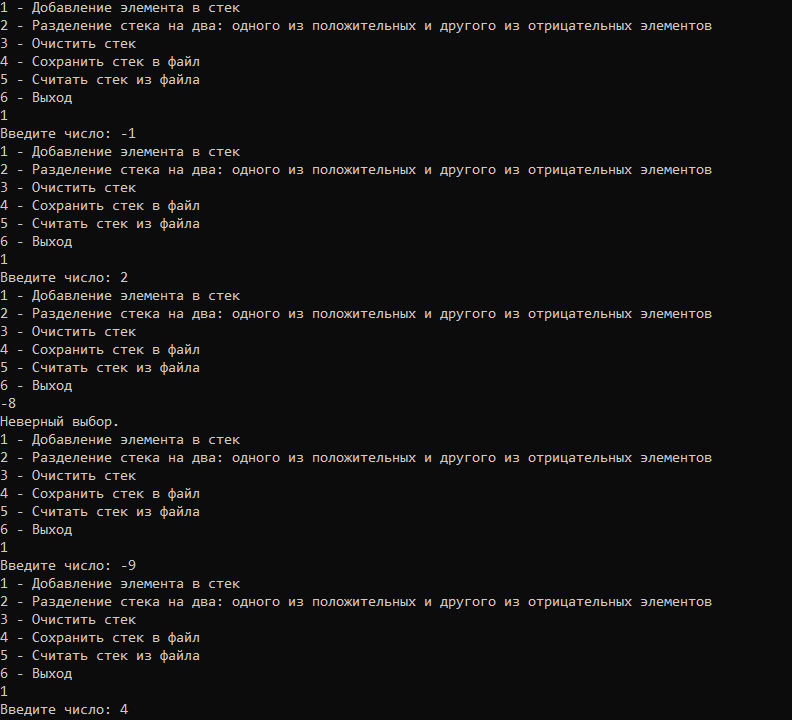 1 - Добавление элемента в стек
2 - Разделение стека на два: одного из положительных и другого из отрицательных элементов
3 - Очистить стек
4 - Сохранить стек в файл
5 - Считать стек из файла
6 - Выход
1
Введите число: -1
1 - Добавление элемента в стек
2 - Разделение стека на два: одного из положительных и другого из отрицательных элементов
3 - Очистить стек
4 - Сохранить стек в файл
5 - Считать стек из файла
6 - Выход
1
Введите число: 2
1 - Добавление элемента в стек
2 - Разделение стека на два: одного из положительных и другого из отрицательных элементов
3 - Очистить стек
4 - Сохранить стек в файл
5 - Считать стек из файла
6 - Выход
-8
Неверный выбор.
1 - Добавление элемента в стек
2 - Разделение стека на два: одного из положительных и другого из отрицательных элементов
3 - Очистить стек
4 - Сохранить стек в файл
5 - Считать стек из файла
6 - Выход
1
Введите число: -9
1 - Добавление элемента в стек
2 - Разделение стека на два: одного из положительных и другого из отрицательных элементов
3 - Очистить стек
4 - Сохранить стек в файл
5 - Считать стек из файла
6 - Выход
1
Введите число: 4